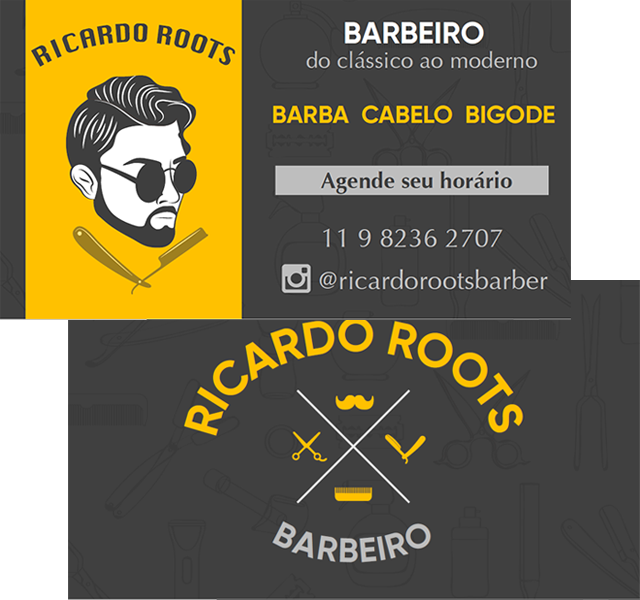 RICARDO ROOTS
BARBEIRO
do clássico ao moderno
BARBA CABELO BIGODE
Agende seu horário
11 9 8236 2707
@ricardorootsbarber
RICARDO ROOTS
BARBEIRO